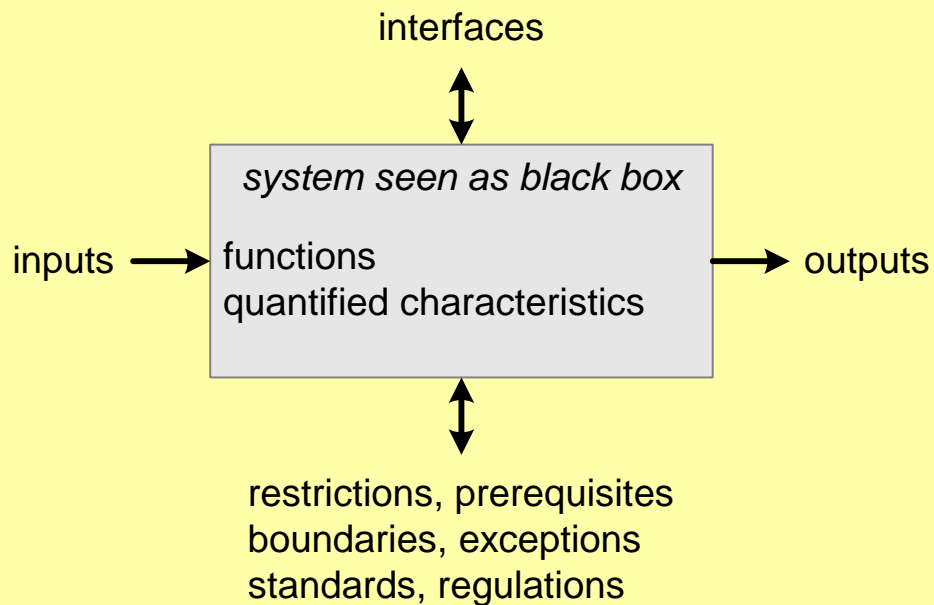 interfaces
system seen as black box
inputs
functions
quantified characteristics
outputs
restrictions, prerequisites
boundaries, exceptions
standards, regulations